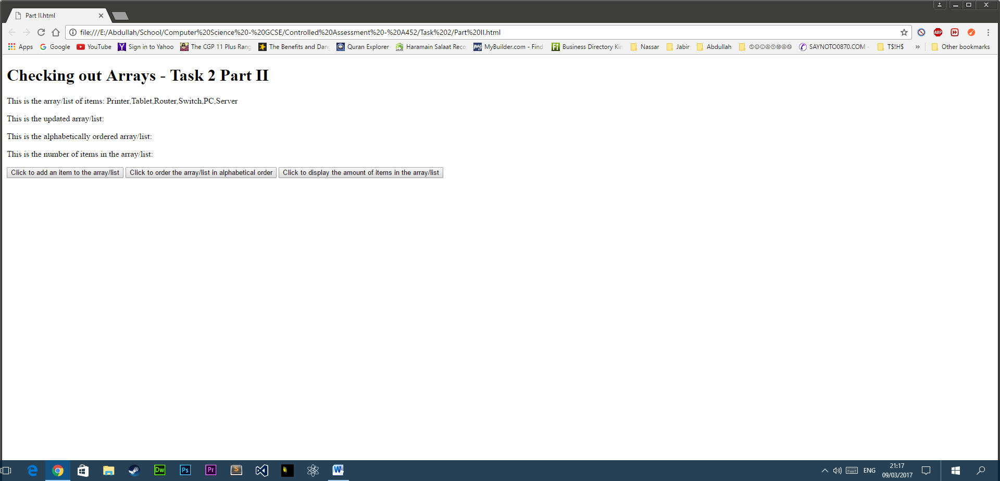 Part II.html
file:///E:/Abdullah/School/Computer%20Science%20-%20GCSE/Controlled%20Assessment%20-%20A452/Task%202/Part%20II.html
Apps Google YouTube Sign in to Yahoo The CGP 11 Plus Rang The Benefits and Dan Quran Explorer Haramain Salaat Reco MyBuilder.com - Find Business Directory Kin Nassar Jabir Abdullah ⓈⓊⓁⒶⓎⓂⒶⓃ SAYNOTO0870.COM - T$!H$ » Other bookmarks
Checking out Arrays - Task 2 Part II
This is the array/list of items: Printer,Tablet,Router,Switch,PC,Server
This is the updated array/list:
This is the alphabetically ordered array/list:
This is the number of items in the array/list:
Click to add an item to the array/list Click to order the array/list in alphabetical order Click to display the amount of items in the array/list
Dw Ps Pr S W ENG 21:17
09/03/2017